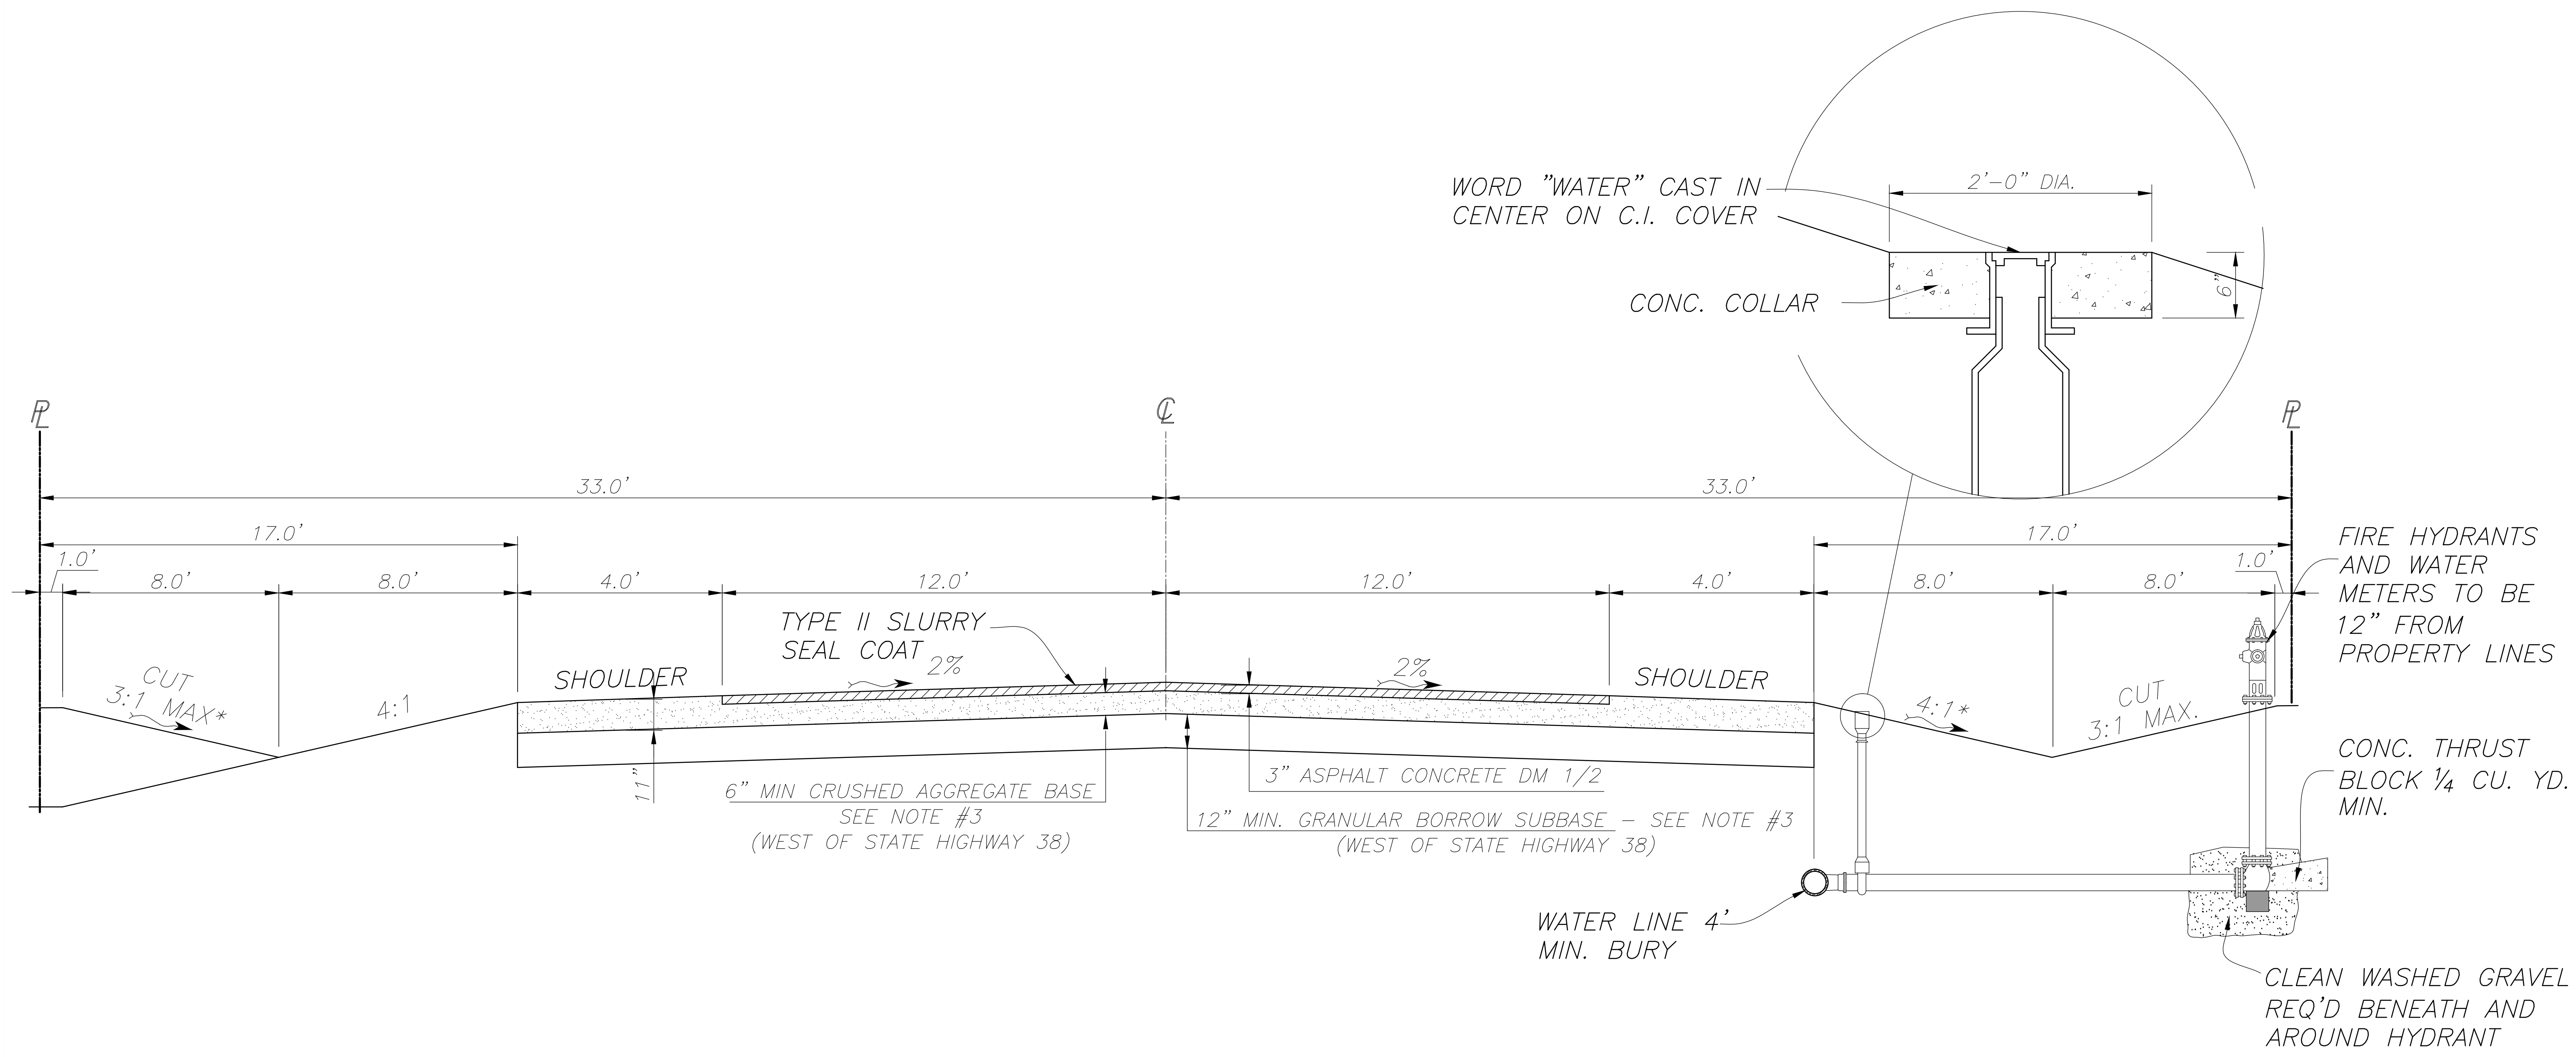 WORD "WATER" CAST IN
CENTER ON C.I. COVER
2'-0" DIA.
CONC. COLLAR
6"
PL
CL
PL
33.0'
33.0'
17.0'
17.0'
1.0'
8.0'
8.0'
4.0'
12.0'
12.0'
4.0'
8.0'
8.0'
1.0'
FIRE HYDRANTS
AND WATER
METERS TO BE
12" FROM
PROPERTY LINES
TYPE II SLURRY
SEAL COAT
2%
2%
SHOULDER
SHOULDER
CUT
3:1 MAX*
4:1
4:1*
CUT
3:1 MAX.
11"
6" MIN CRUSHED AGGREGATE BASE
SEE NOTE #3
(WEST OF STATE HIGHWAY 38)
3" ASPHALT CONCRETE DM 1/2
12" MIN. GRANULAR BORROW SUBBASE - SEE NOTE #3
(WEST OF STATE HIGHWAY 38)
CONC. THRUST
BLOCK ¼ CU. YD.
MIN.
WATER LINE 4'
MIN. BURY
CLEAN WASHED GRAVEL
REQ'D BENEATH AND
AROUND HYDRANT